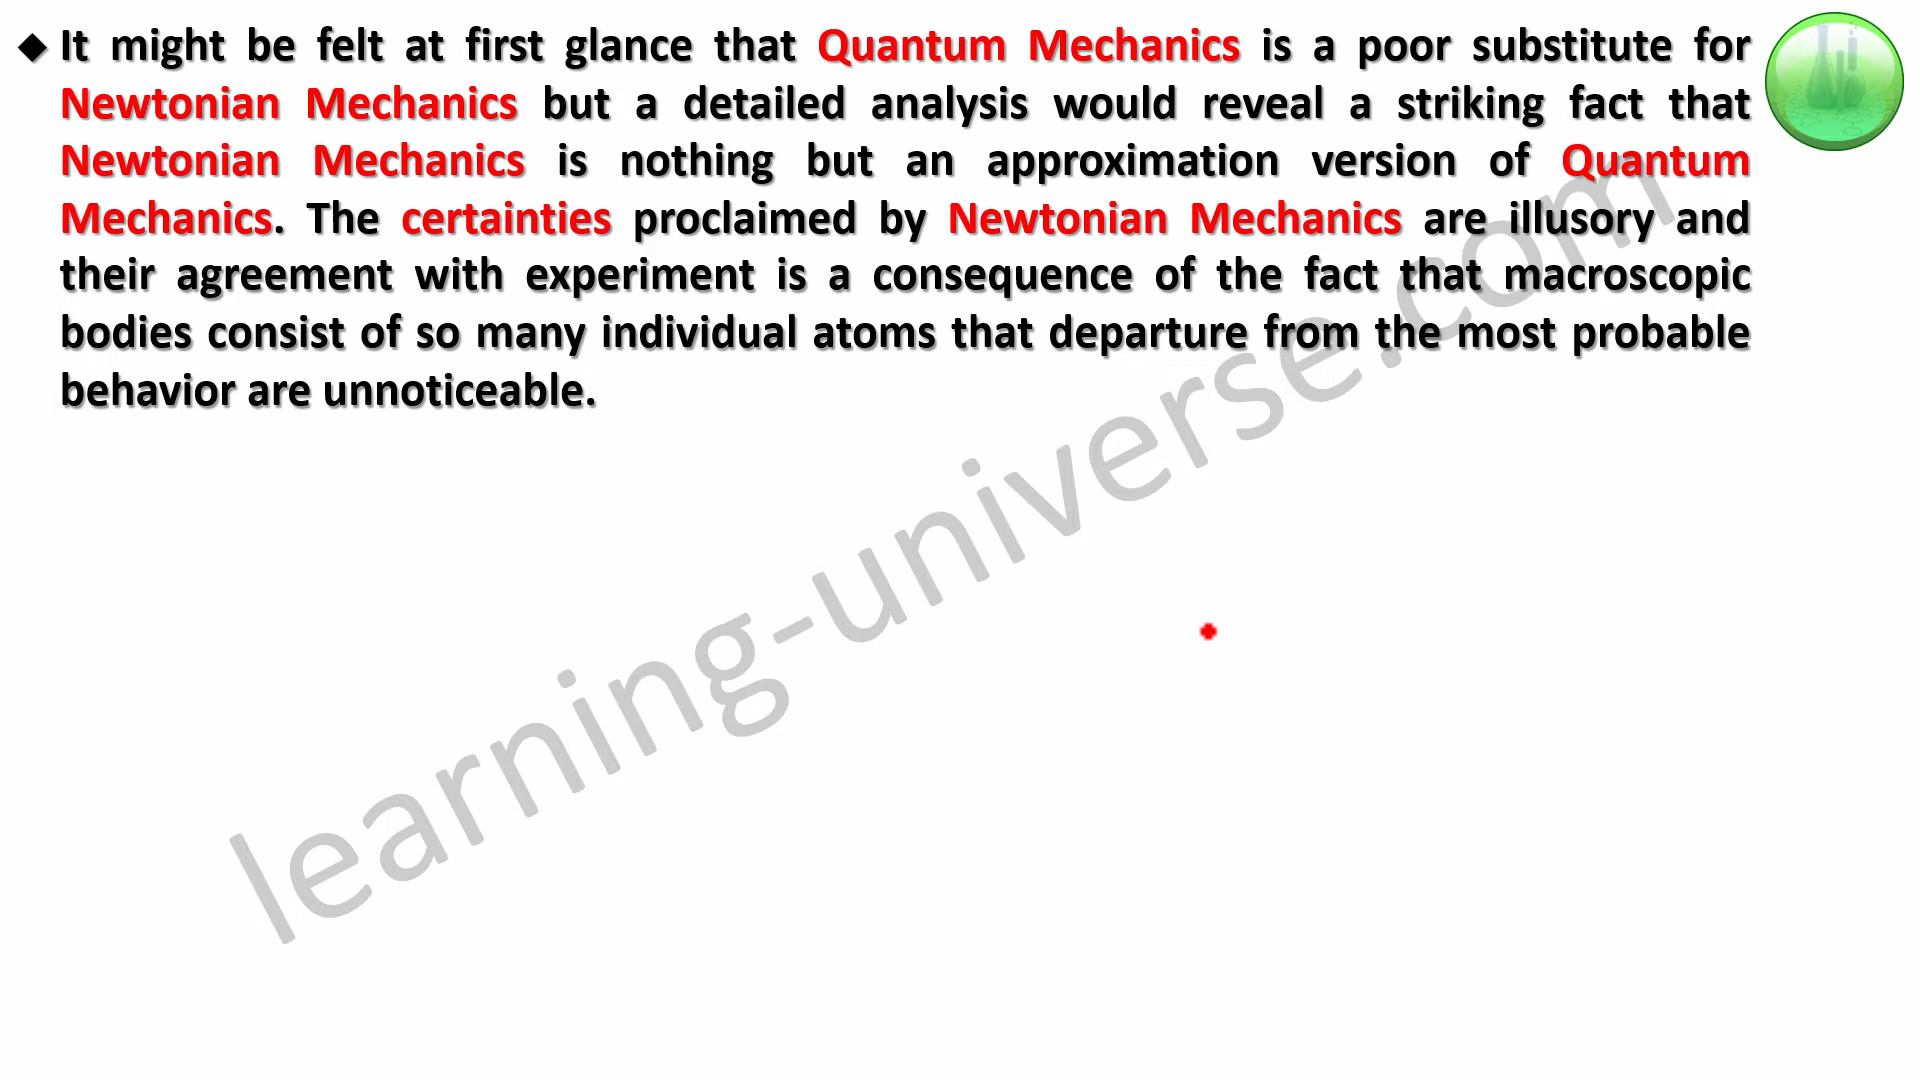 ◆ It might be felt at first glance that Quantum Mechanics is a poor substitute for
Newtonian Mechanics but a detailed analysis would reveal a striking fact that
Newtonian Mechanics is nothing but an approximation version of Quantum
Mechanics. The certainties proclaimed by Newtonian Mechanics are illusory and
their agreement with experiment is a consequence of the fact that macroscopic
bodies consist of so many individual atoms that departure from the most probable
behavior are unnoticeable.
learning-universe.com